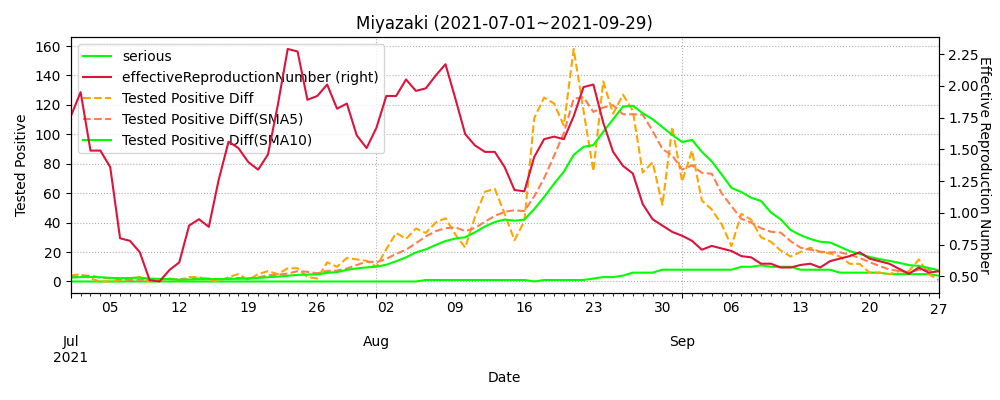 Miyazaki (2021-07-01~2021-09-29)
160
140
120
100
80
60
40
20
0
Tested Positive
serious
effectiveReproductionNumber (right)
Tested Positive Diff
Tested Positive Diff(SMA5)
Tested Positive Diff(SMA10)
2.25
2.00
1.75
1.50
1.25
1.00
0.75
0.50
Effective Reproduction Number
05 12 19 26 02 09 16 23 30 06 13 20 27
Jul Aug Sep
2021
Date